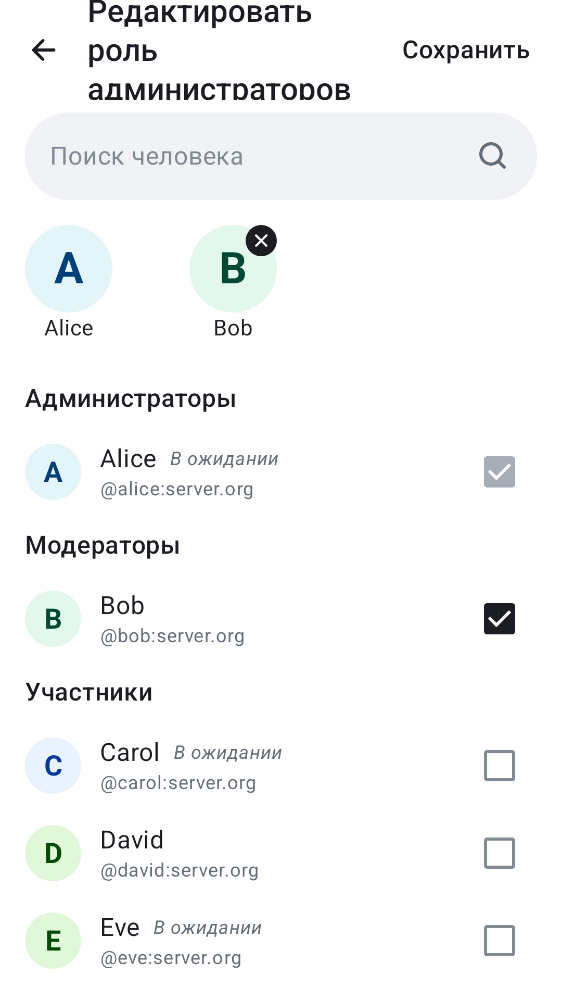 Редактировать
роль
администраторов
Сохранить
Поиск человека
A
B
Alice
Bob
Администраторы
A
Alice В ожидании
@alice:server.org
Модераторы
B
Bob
@bob:server.org
Участники
C
Carol В ожидании
@carol:server.org
D
David
@david:server.org
E
Eve В ожидании
@eve:server.org